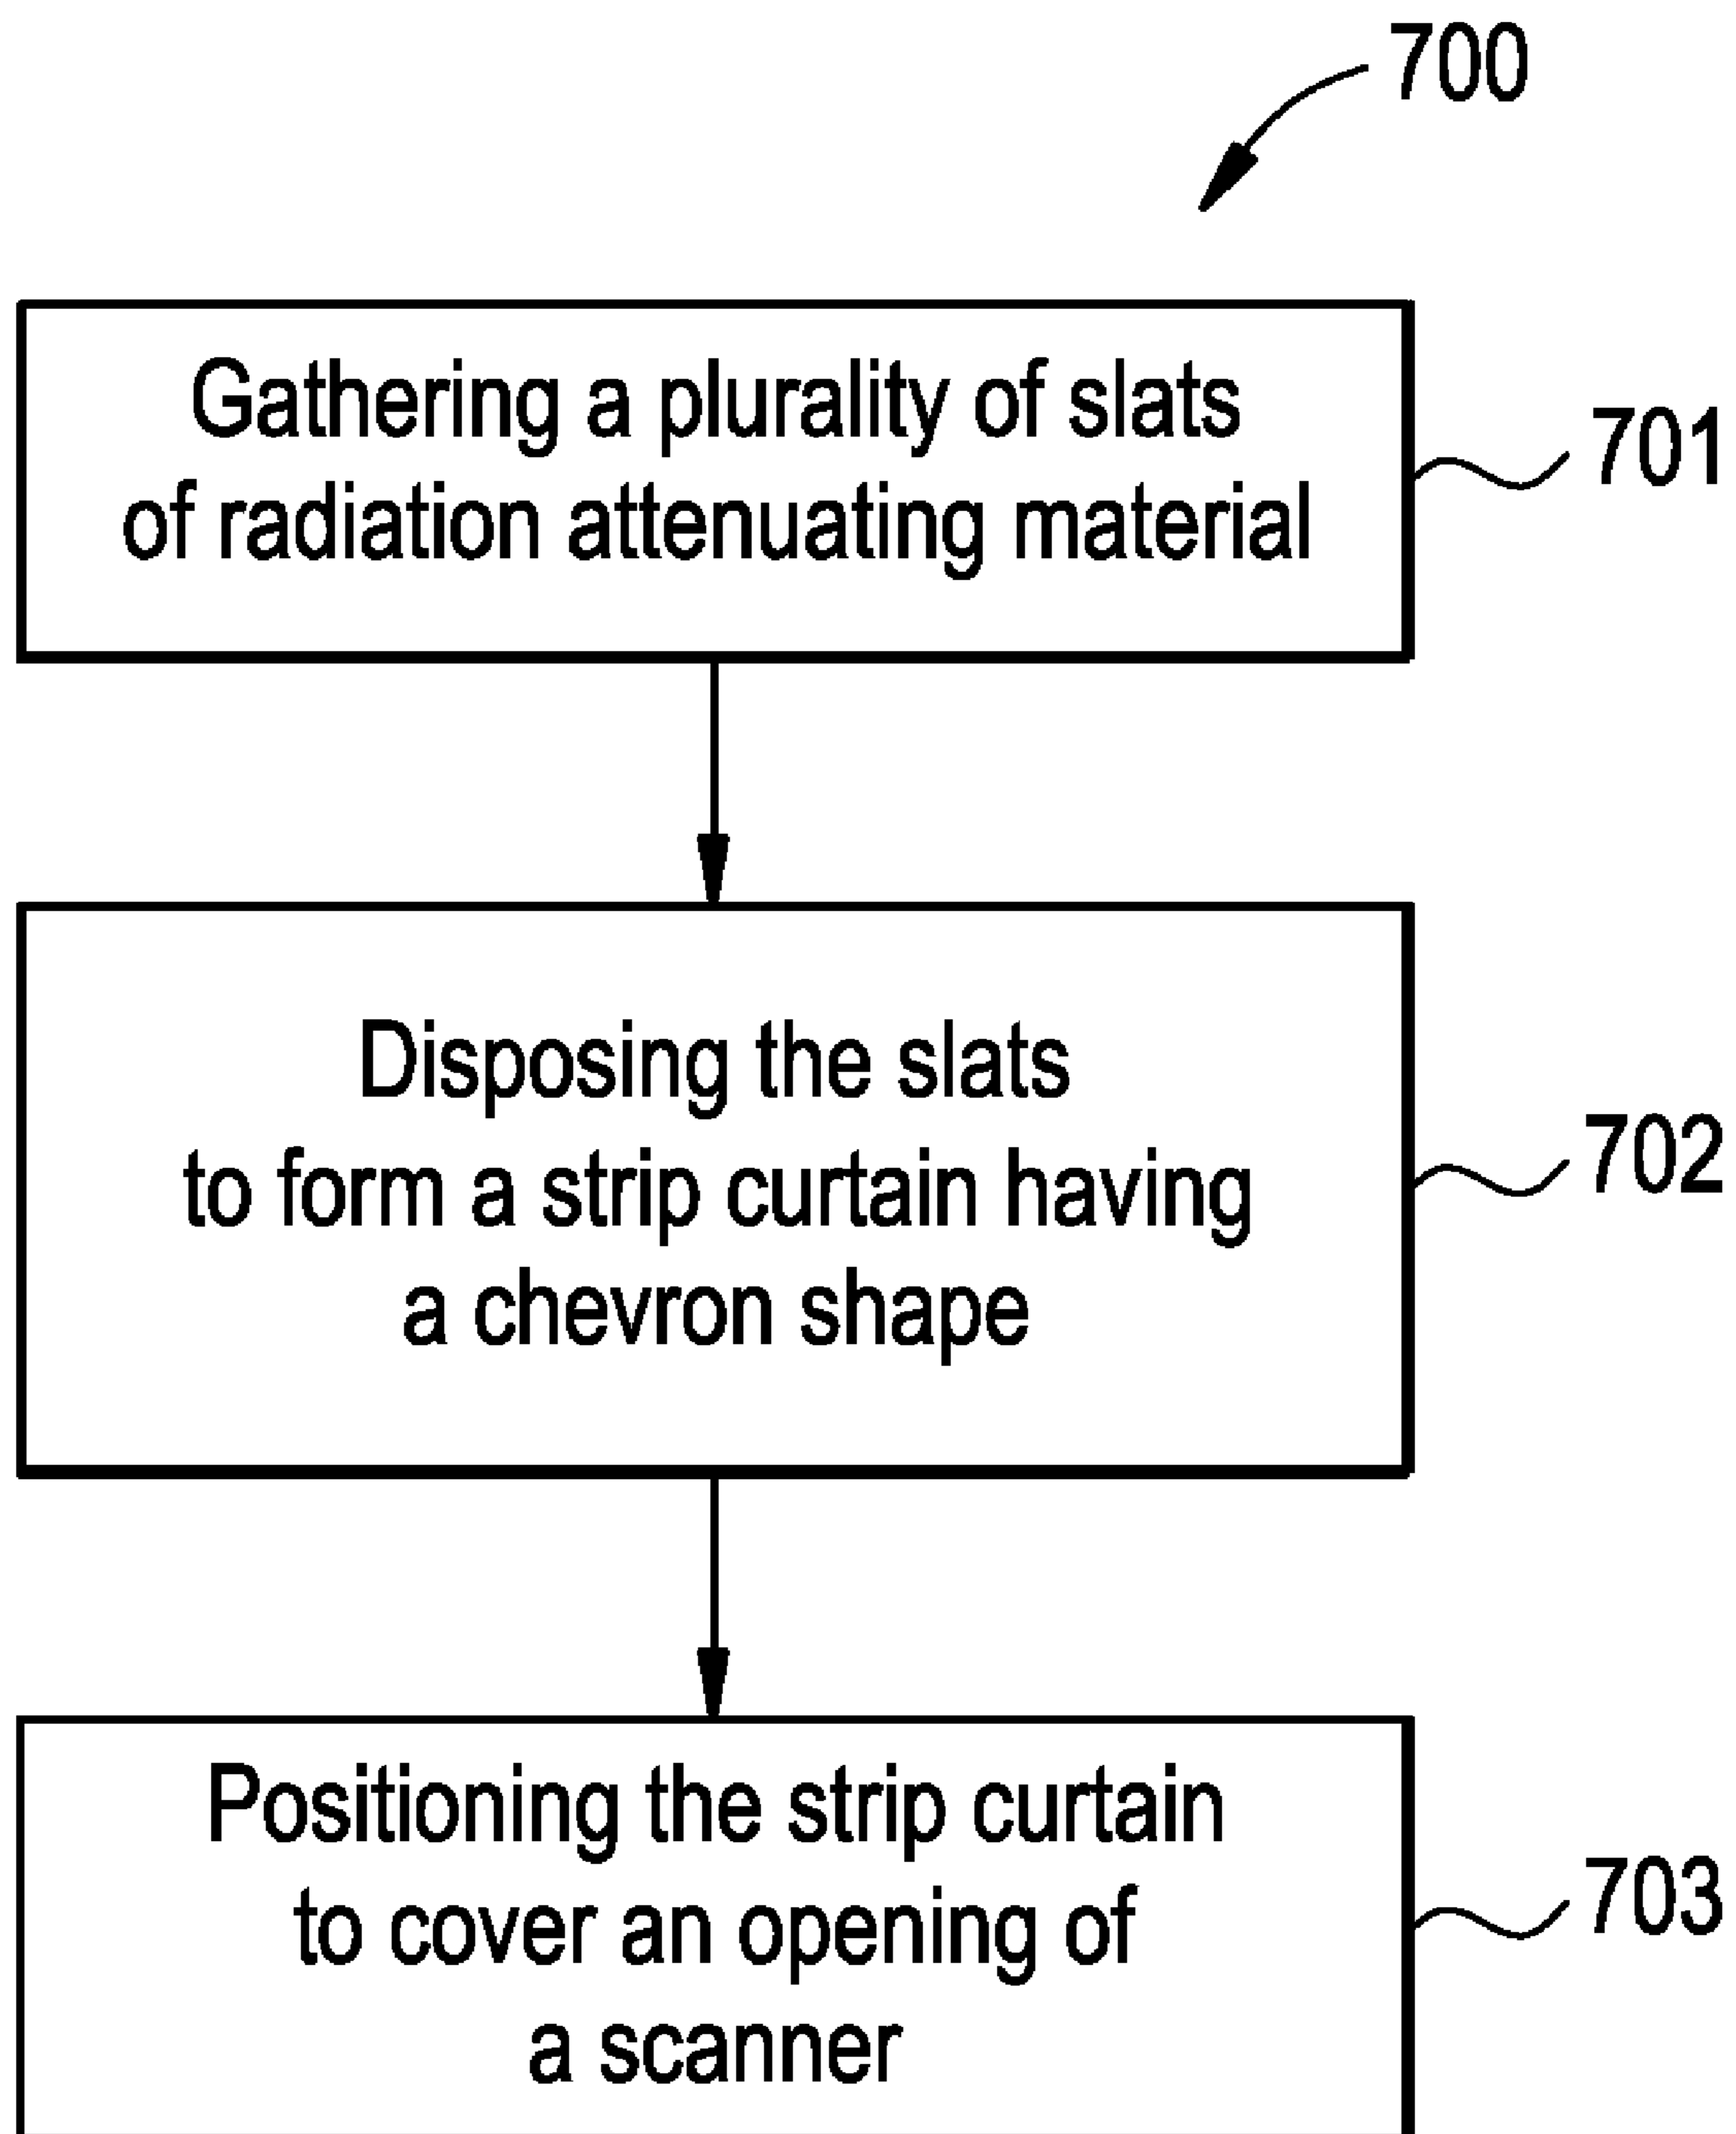 700
Gathering a plurality of slats
of radiation attenuating material
701
Disposing the slats
to form a strip curtain having
a chevron shape
702
Positioning the strip curtain
to cover an opening of
a scanner
703